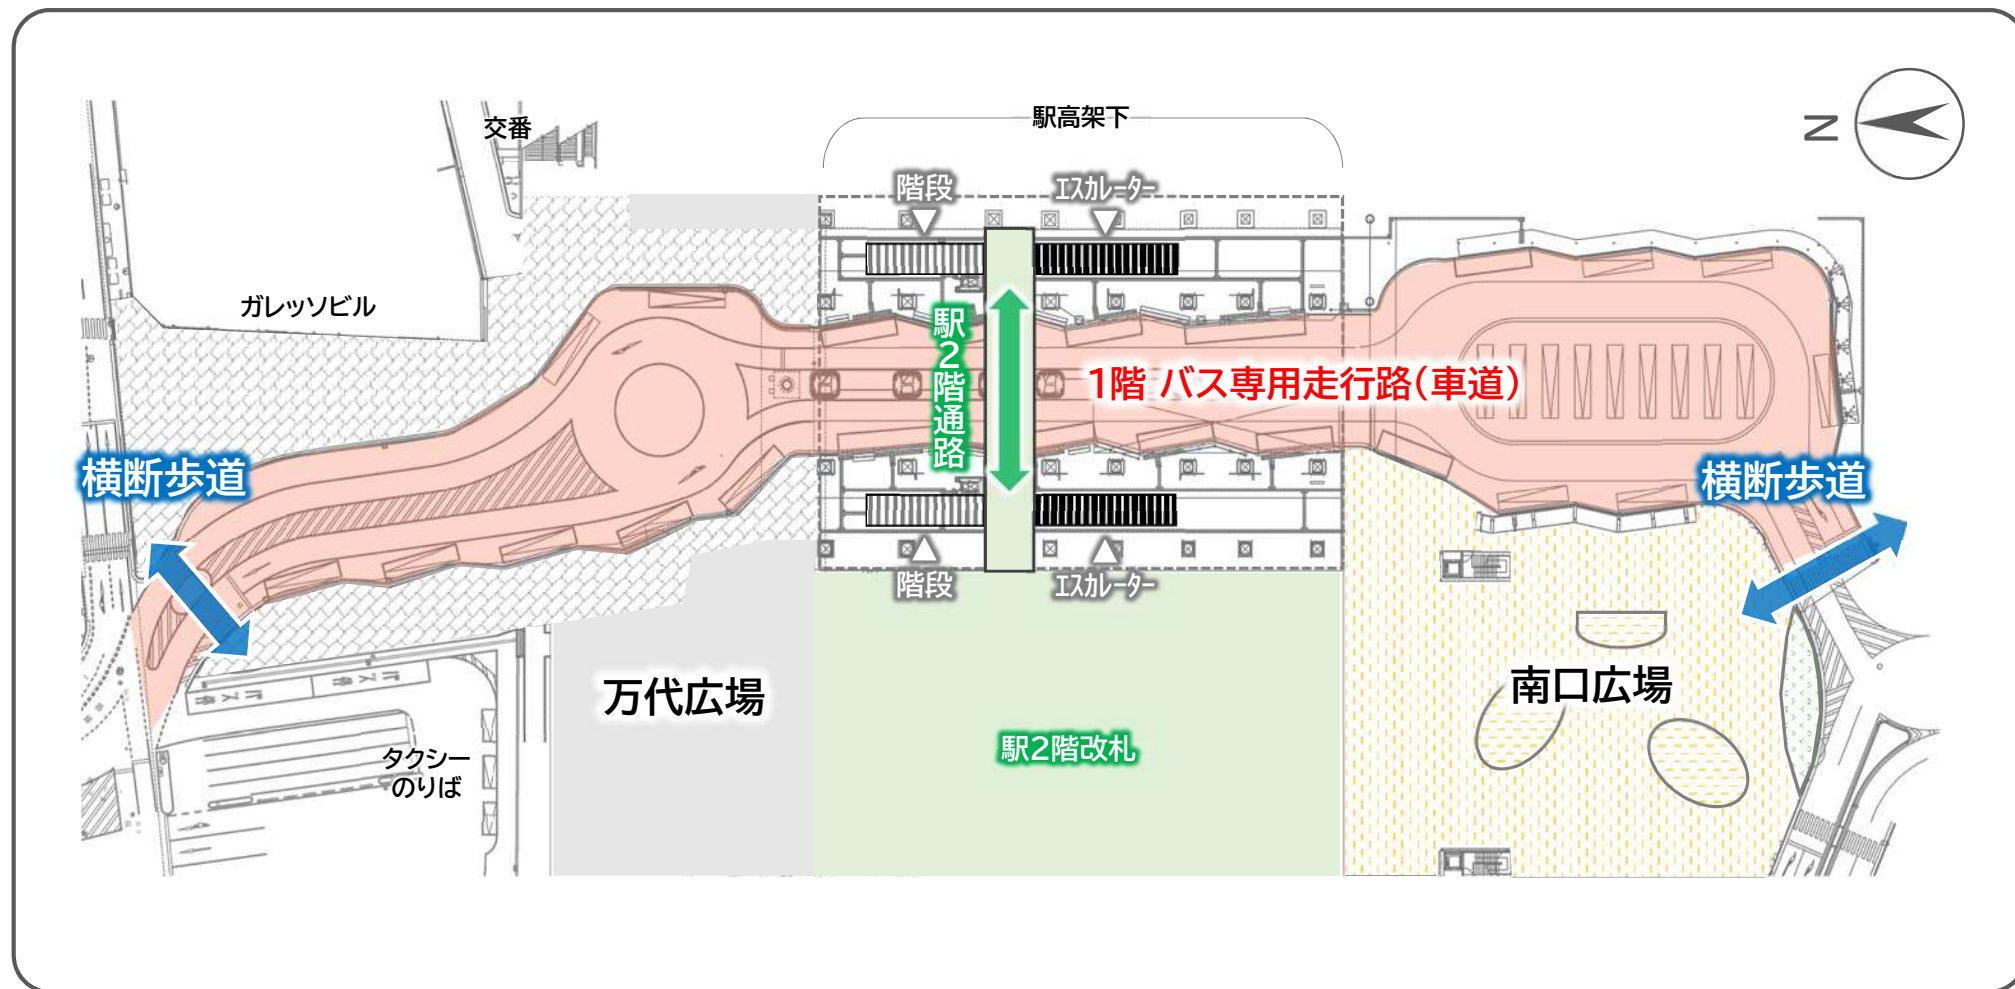 駅高架下
交番
N
階段
エスカレーター
ガレッソビル
駅2階通路
1階 バス専用走行路(車道)
横断歩道
横断歩道
階段
エスカレーター
万代広場
南口広場
駅2階改札
タクシー
のりば